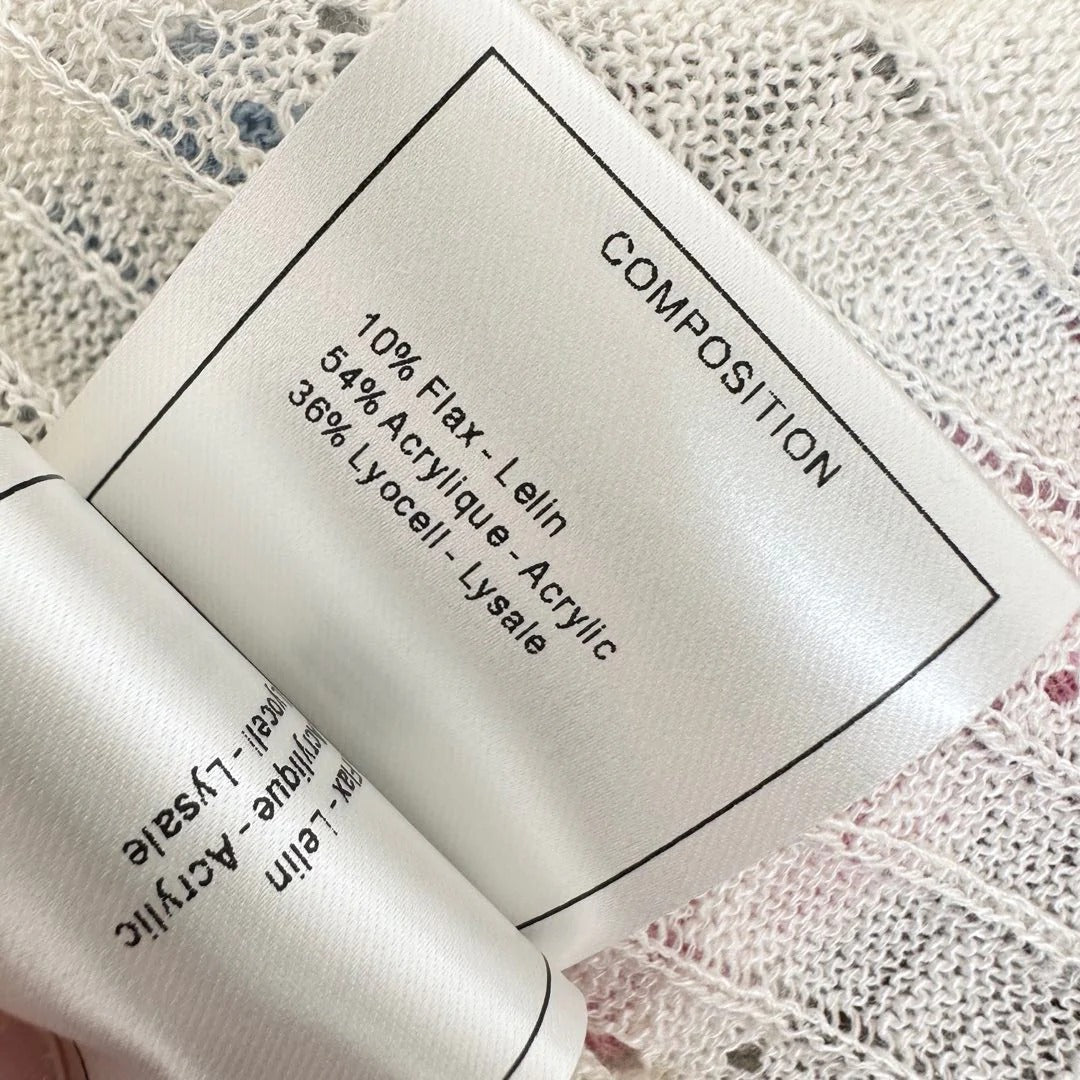 COMPOSITION
10% Flax - Lelin
54% Acrylique - Acrylic
36% Lyocell - Lysale
Flax - Lelin
Acrylique - Acrylic
Lyocell - Lysale